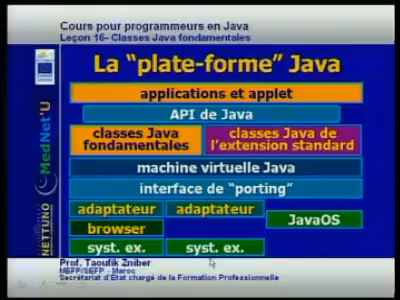 Cours pour programmeurs en Java
Leçon 16- Classes Java fondamentales
La “plate-forme” Java
applications et applet
API de Java
classes Java fondamentales
classes Java de l’extension standard
machine virtuelle Java
interface de “porting”
adaptateur
adaptateur
JavaOS
browser
syst. ex.
syst. ex.
NETTUNO
MedNet'U
Prof. Taoufik Zniber
MEFP/SEFP - Maroc
Secrétariat d'Etat chargé de la Formation Professionnelle